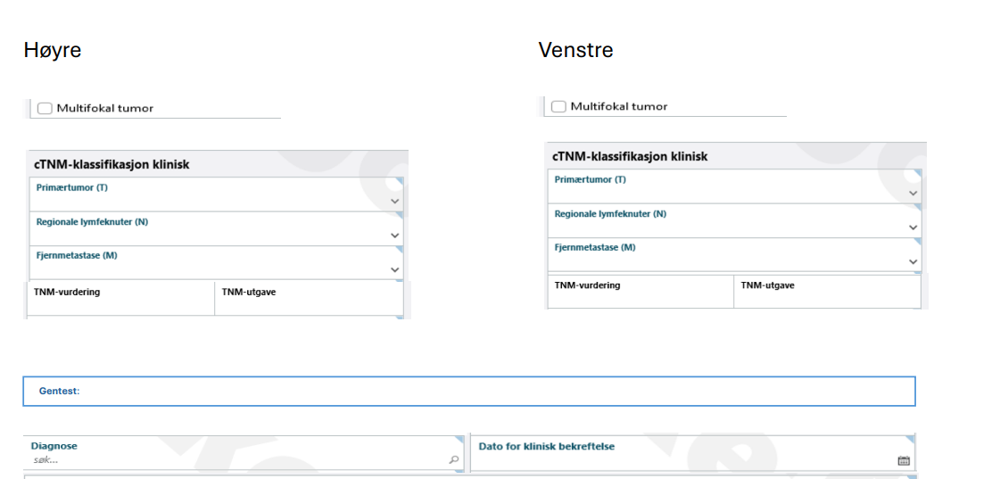 Høyre
Venstre
Multifokal tumor
Multifokal tumor
cTNM-klassifikasjon klinisk
Primærtumor (T)
Regionale lymfeknuter (N)
Fjernmetastase (M)
TNM-vurdering
TNM-utgave
cTNM-klassifikasjon klinisk
Primærtumor (T)
Regionale lymfeknuter (N)
Fjernmetastase (M)
TNM-vurdering
TNM-utgave
Gentest:
Diagnose
søk...
Dato for klinisk bekreftelse